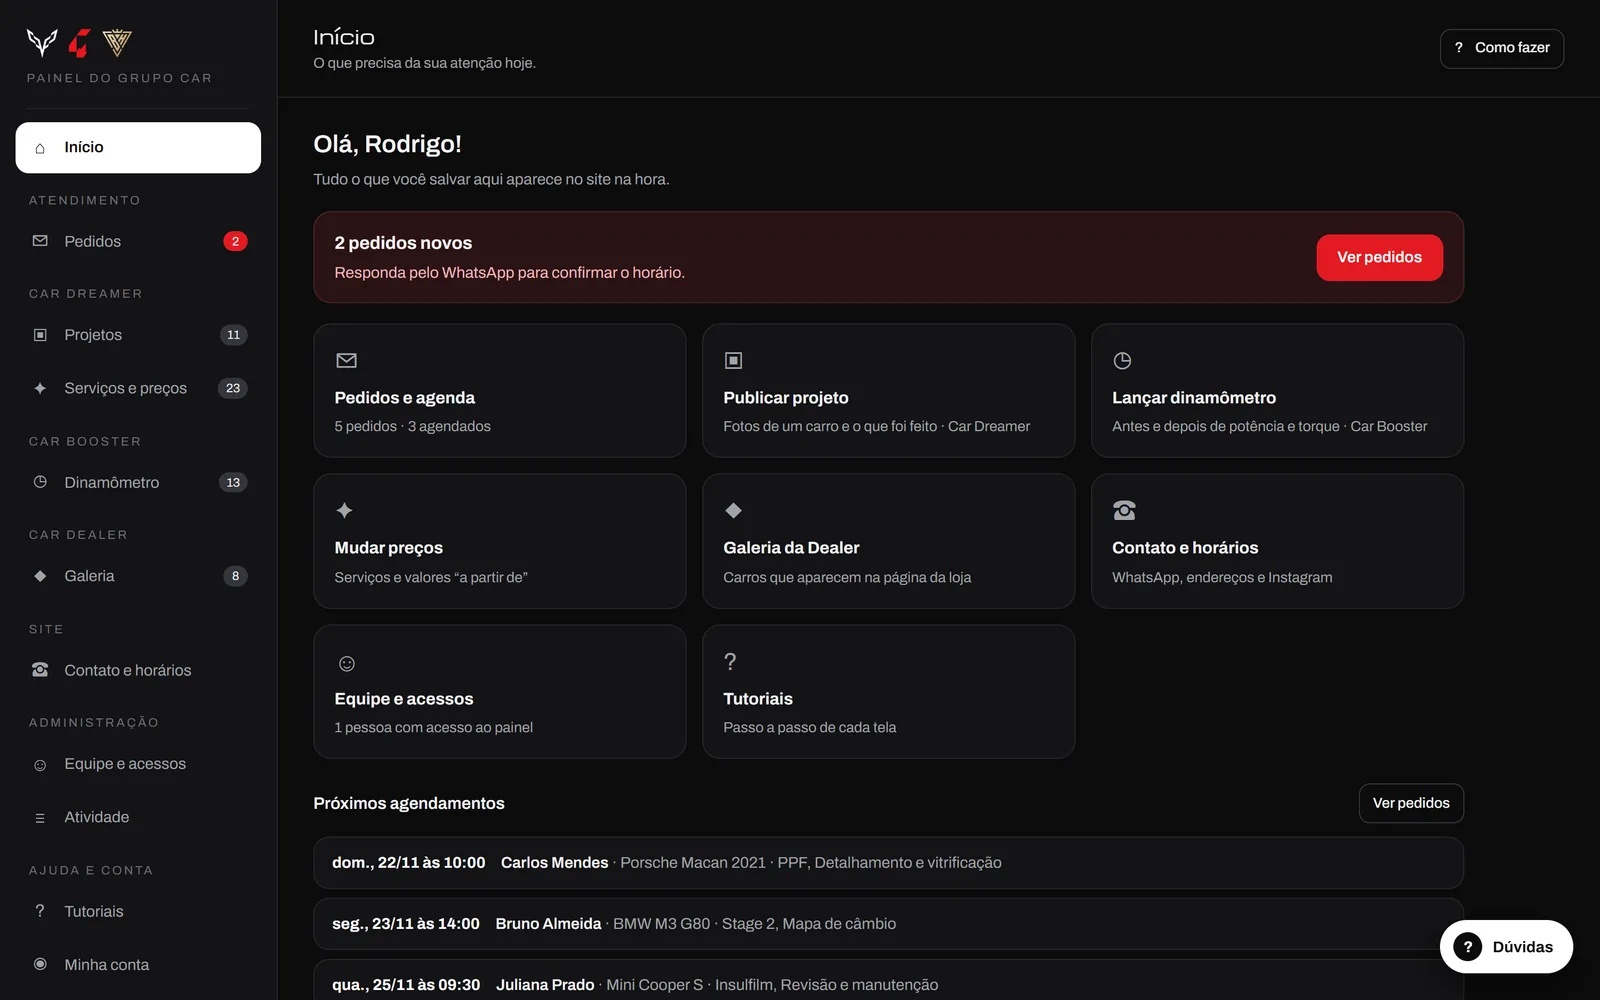 PAINEL DO GRUPO CAR
Início
ATENDIMENTO
Pedidos 2
CAR DREAMER
Projetos 11
Serviços e preços 23
CAR BOOSTER
Dinamômetro 13
CAR DEALER
Galeria 8
SITE
Contato e horários
ADMINISTRAÇÃO
Equipe e acessos
Atividade
AJUDA E CONTA
? Tutoriais
Minha conta
Início
O que precisa da sua atenção hoje.
? Como fazer
Olá, Rodrigo!
Tudo o que você salvar aqui aparece no site na hora.
2 pedidos novos
Responda pelo WhatsApp para confirmar o horário.
Ver pedidos
Pedidos e agenda
5 pedidos · 3 agendados
Publicar projeto
Fotos de um carro e o que foi feito · Car Dreamer
Lançar dinamômetro
Antes e depois de potência e torque · Car Booster
Mudar preços
Serviços e valores “a partir de”
Galeria da Dealer
Carros que aparecem na página da loja
Contato e horários
WhatsApp, endereços e Instagram
Equipe e acessos
1 pessoa com acesso ao painel
?
Tutoriais
Passo a passo de cada tela
Próximos agendamentos
Ver pedidos
dom., 22/11 às 10:00 Carlos Mendes · Porsche Macan 2021 · PPF, Detalhamento e vitrificação
seg., 23/11 às 14:00 Bruno Almeida · BMW M3 G80 · Stage 2, Mapa de câmbio
qua., 25/11 às 09:30 Juliana Prado · Mini Cooper S · Insulfilm, Revisão e manutenção
? Dúvidas